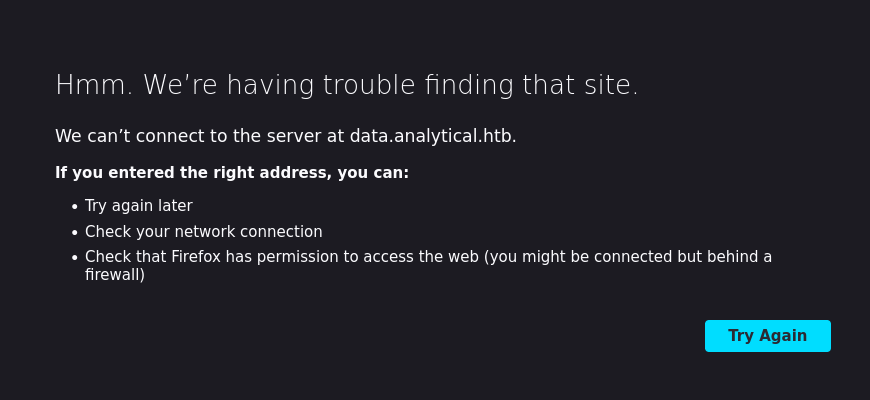 Hmm. We’re having trouble finding that site.
We can’t connect to the server at data.analytical.htb.
If you entered the right address, you can:
• Try again later
• Check your network connection
• Check that Firefox has permission to access the web (you might be connected but behind a
firewall)
Try Again